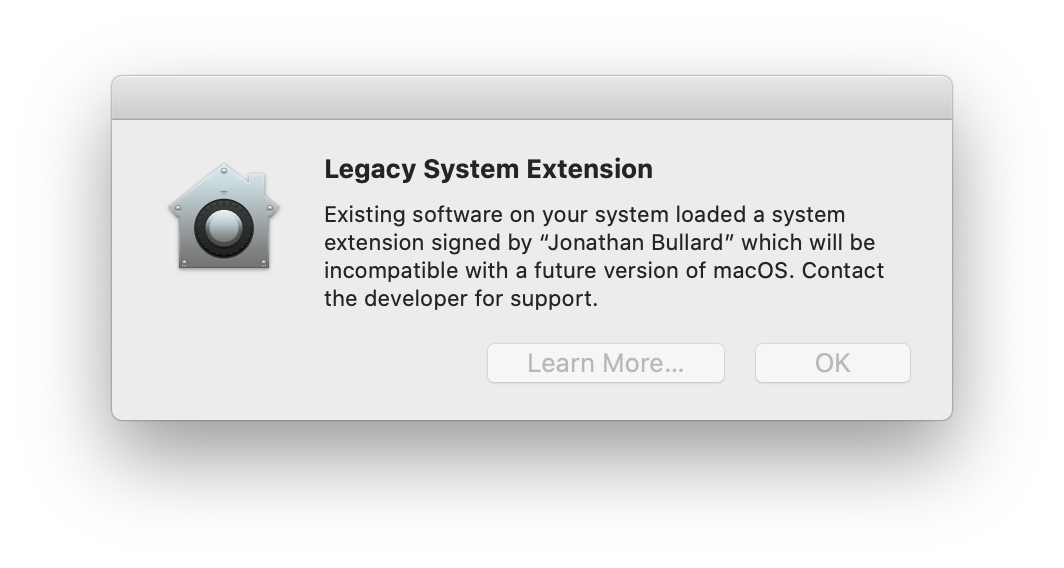 Legacy System Extension
Existing software on your system loaded a system
extension signed by “Jonathan Bullard” which will be
incompatible with a future version of macOS. Contact
the developer for support.
Learn More...
OK